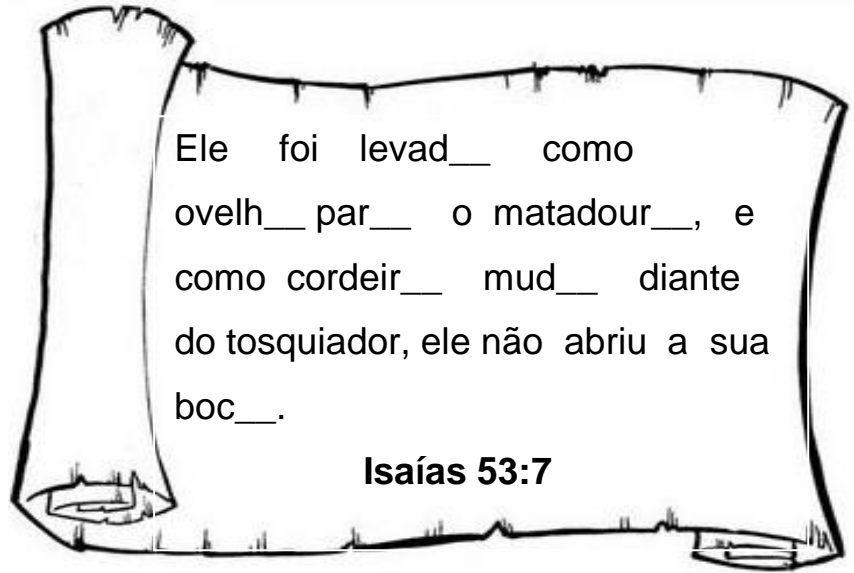 Ele foi levad__ como
ovelh__ par__ o matadour__, e
como cordeir__ mud__ diante
do tosquiador, ele não abriu a sua
boc__.
Isaías 53:7